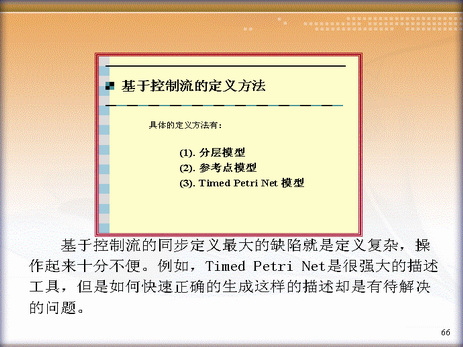 基于控制流的定义方法
具体的定义方法有：
(1). 分层模型
(2). 参考点模型
(3). Timed Petri Net 模型
基于控制流的同步定义最大的缺陷就是定义复杂，操
作起来十分不便。例如，Timed Petri Net是很强大的描述
工具，但是如何快速正确的生成这样的描述却是有待解决
的问题。
66